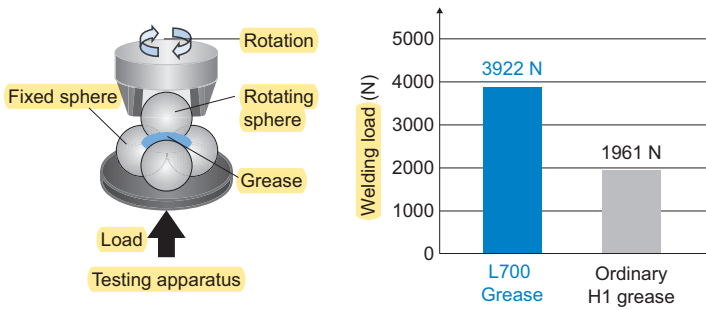 Rotation
Fixed sphere
Rotating
sphere
Grease
Load
Testing apparatus
Welding load (N)
5000
4000
3000
2000
1000
0
3922 N
1961 N
L700
Grease
Ordinary
H1 grease